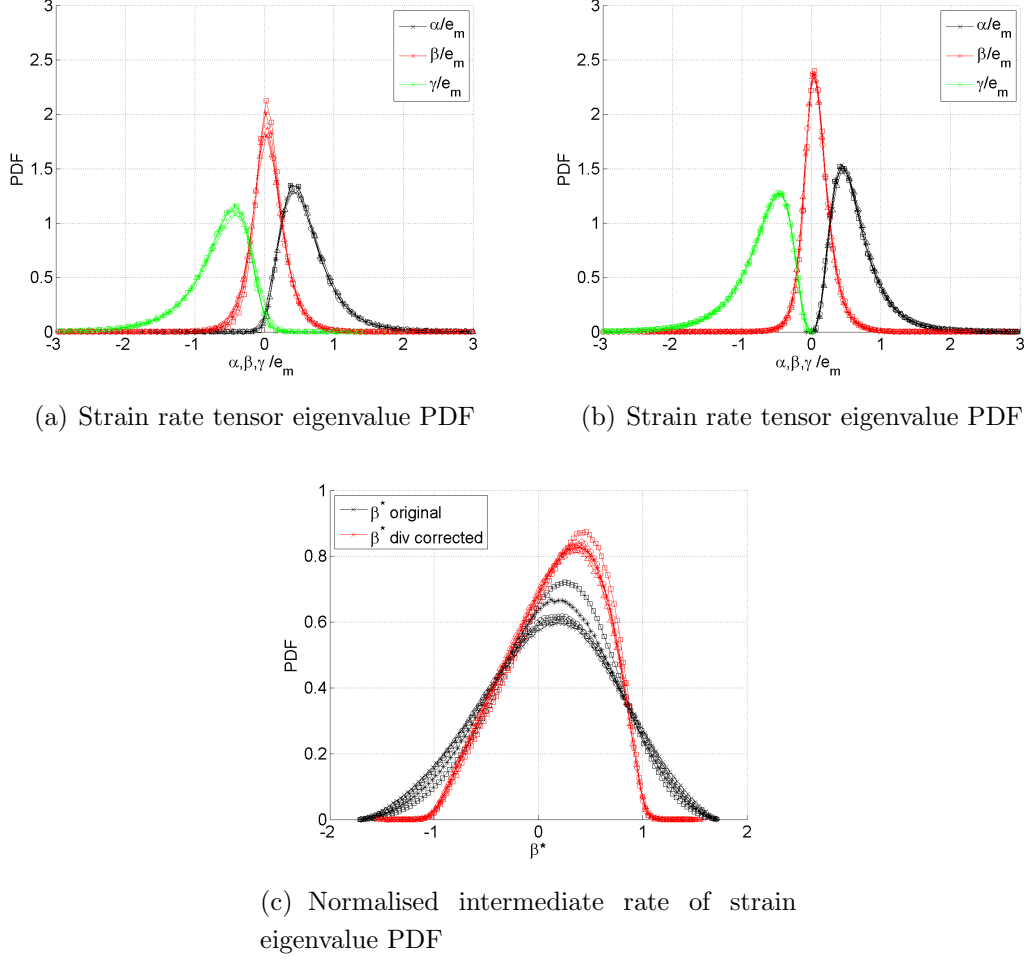 3
2.5
2
1.5
1
0.5
0
PDF
-3
-2
-1
0
1
2
3
α,β,γ /e_m
α/e_m
β/e_m
γ/e_m
(a) Strain rate tensor eigenvalue PDF
3
2.5
2
1.5
1
0.5
0
PDF
-3
-2
-1
0
1
2
3
α,β,γ /e_m
α/e_m
β/e_m
γ/e_m
(b) Strain rate tensor eigenvalue PDF
1
0.8
0.6
0.4
0.2
0
PDF
-2
-1
0
1
2
β*
β* original
β* div corrected
(c) Normalised intermediate rate of strain
eigenvalue PDF